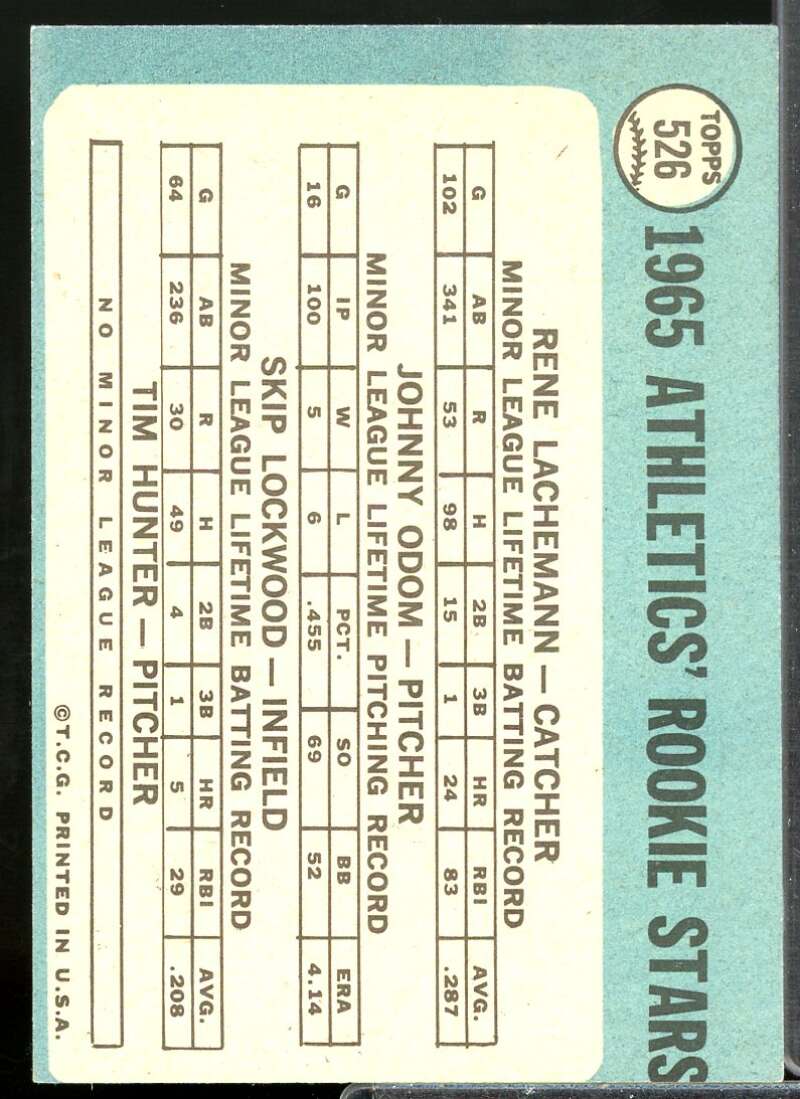 TOPPS
526
1965 ATHLETICS' ROOKIE STARS
RENE LACHEMANN — CATCHER
MINOR LEAGUE LIFETIME BATTING RECORD
G AB R H 2B 3B HR RBI AVG.
102 341 53 98 15 1 24 83 .287
JOHNNY ODOM — PITCHER
MINOR LEAGUE LIFETIME PITCHING RECORD
G IP W L PCT. SO BB ERA
16 100 5 6 .455 69 52 4.14
SKIP LOCKWOOD — INFIELD
MINOR LEAGUE LIFETIME BATTING RECORD
G AB R H 2B 3B HR RBI AVG.
64 236 30 49 4 1 5 29 .208
TIM HUNTER — PITCHER
NO MINOR LEAGUE RECORD
©T.C.G. PRINTED IN U.S.A.